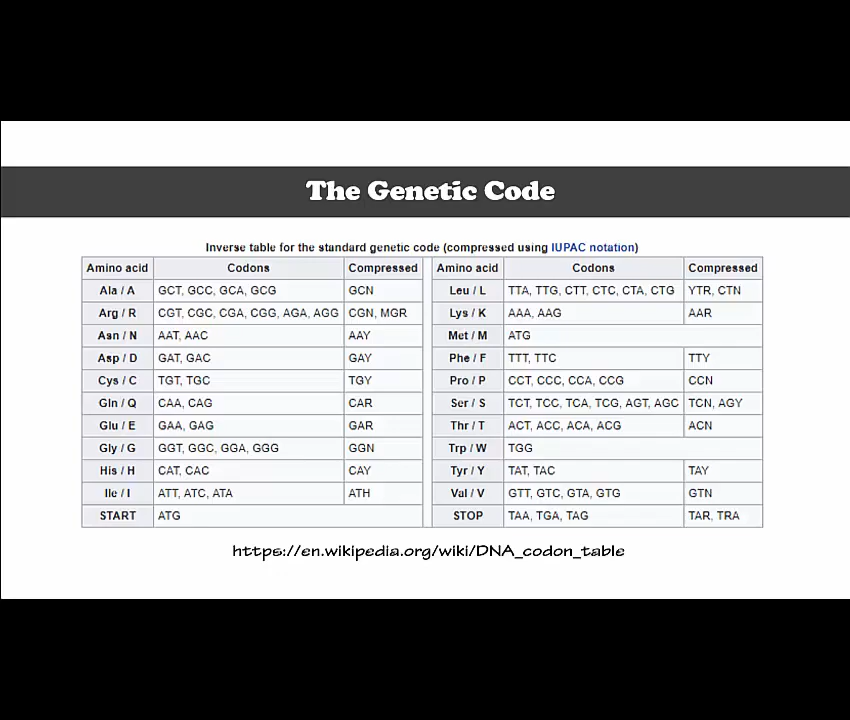 The Genetic Code
Inverse table for the standard genetic code (compressed using IUPAC notation)
Amino acid Codons Compressed Amino acid Codons Compressed
Ala / A GCT, GCC, GCA, GCG GCN Leu / L TTA, TTG, CTT, CTC, CTA, CTG YTR, CTN
Arg / R CGT, CGC, CGA, CGG, AGA, AGG CGN, MGR Lys / K AAA, AAG AAR
Asn / N AAT, AAC AAY Met / M ATG
Asp / D GAT, GAC GAY Phe / F TTT, TTC TTY
Cys / C TGT, TGC TGY Pro / P CCT, CCC, CCA, CCG CCN
Gln / Q CAA, CAG CAR Ser / S TCT, TCC, TCA, TCG, AGT, AGC TCN, AGY
Glu / E GAA, GAG GAR Thr / T ACT, ACC, ACA, ACG ACN
Gly / G GGT, GGC, GGA, GGG GGN Trp / W TGG
His / H CAT, CAC CAY Tyr / Y TAT, TAC TAY
Ile / I ATT, ATC, ATA ATH Val / V GTT, GTC, GTA, GTG GTN
START ATG STOP TAA, TGA, TAG TAR, TRA
https://en.wikipedia.org/wiki/DNA_codon_table